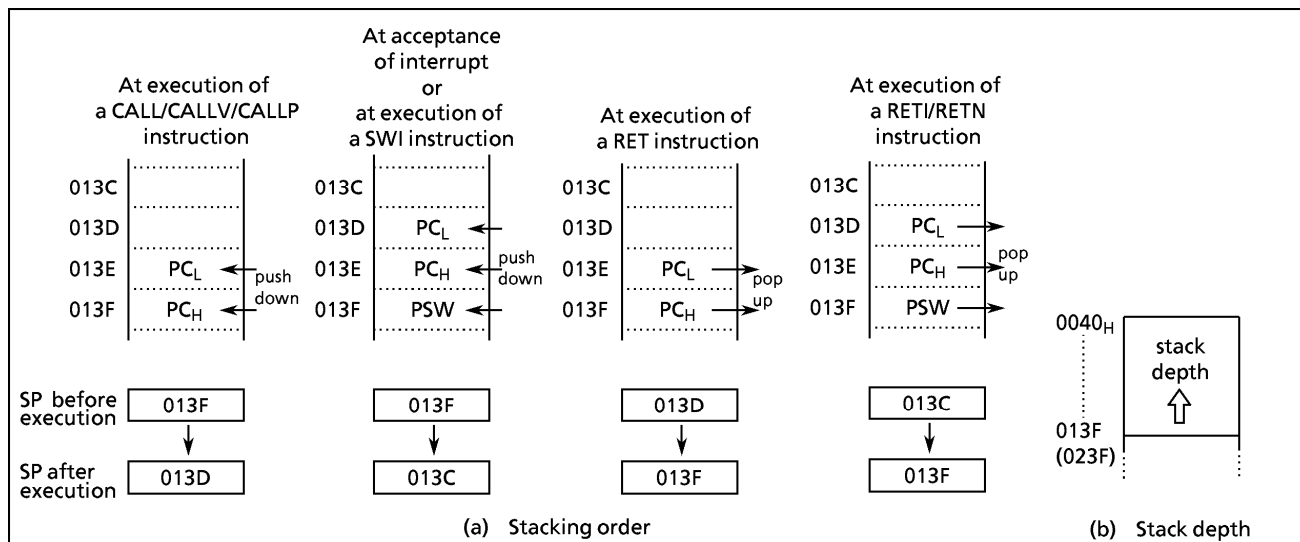 At execution of
a CALL/CALLV/CALLP
instruction
013C
013D
013E PCL push
013F PCH down
At acceptance
of interrupt
or
at execution of
a SWI instruction
013C
013D PCL
013E PCH push
down
013F PSW
At execution of
a RET instruction
013C
013D
013E PCL pop
013F PCH up
At execution of
a RETI/RETN
instruction
013C
013D PCL
013E PCH pop
up
013F PSW
SP before
execution
013F 013F 013D 013C
SP after
execution
013D 013C 013F 013F
(a) Stacking order
0040H
stack
depth
013F
(023F)
(b) Stack depth